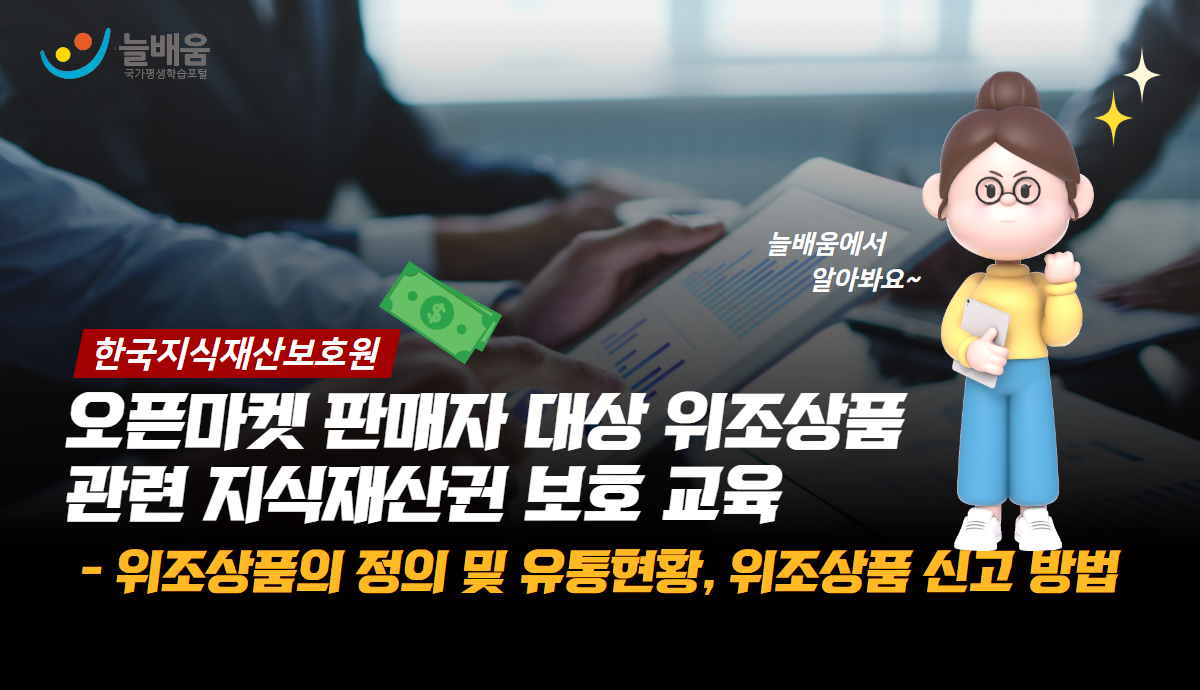 늘배움
국가평생학습포털
늘배움에서
알아봐요~
한국지식재산보호원
오픈마켓 판매자 대상 위조상품
관련 지식재산권 보호 교육
- 위조상품의 정의 및 유통현황, 위조상품 신고 방법